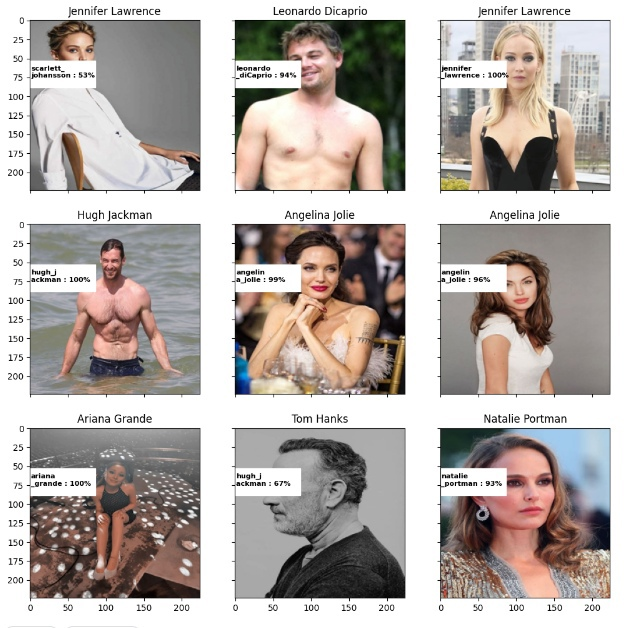 Jennifer Lawrence
Leonardo Dicaprio
Jennifer Lawrence
0
25
50
75
100
125
150
175
200
scarlett_
johansson : 53%
leonardo
_diCaprio : 94%
jennifer
_lawrence : 100%
Hugh Jackman
Angelina Jolie
Angelina Jolie
0
25
50
75
100
125
150
175
200
hugh_j
ackman : 100%
angelin
a_jolie : 99%
angelin
a_jolie : 96%
Ariana Grande
Tom Hanks
Natalie Portman
0
25
50
75
100
125
150
175
200
ariana
_grande : 100%
hugh_j
ackman : 67%
natalie
_portman : 93%
0 50 100 150 200
0 50 100 150 200
0 50 100 150 200